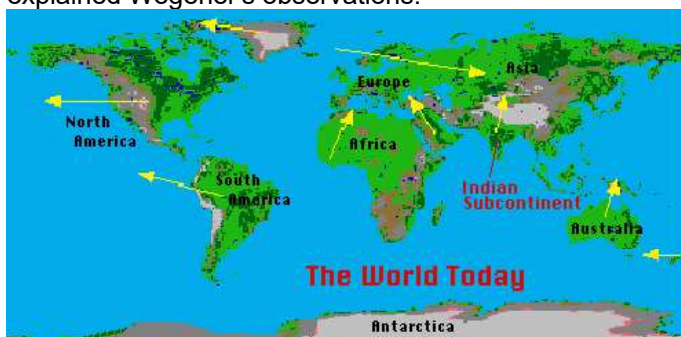 explained Wegener's observations.
Europe
Asia
North
America
Africa
South
America
Indian
Subcontinent
Australia
The World Today
Antarctica